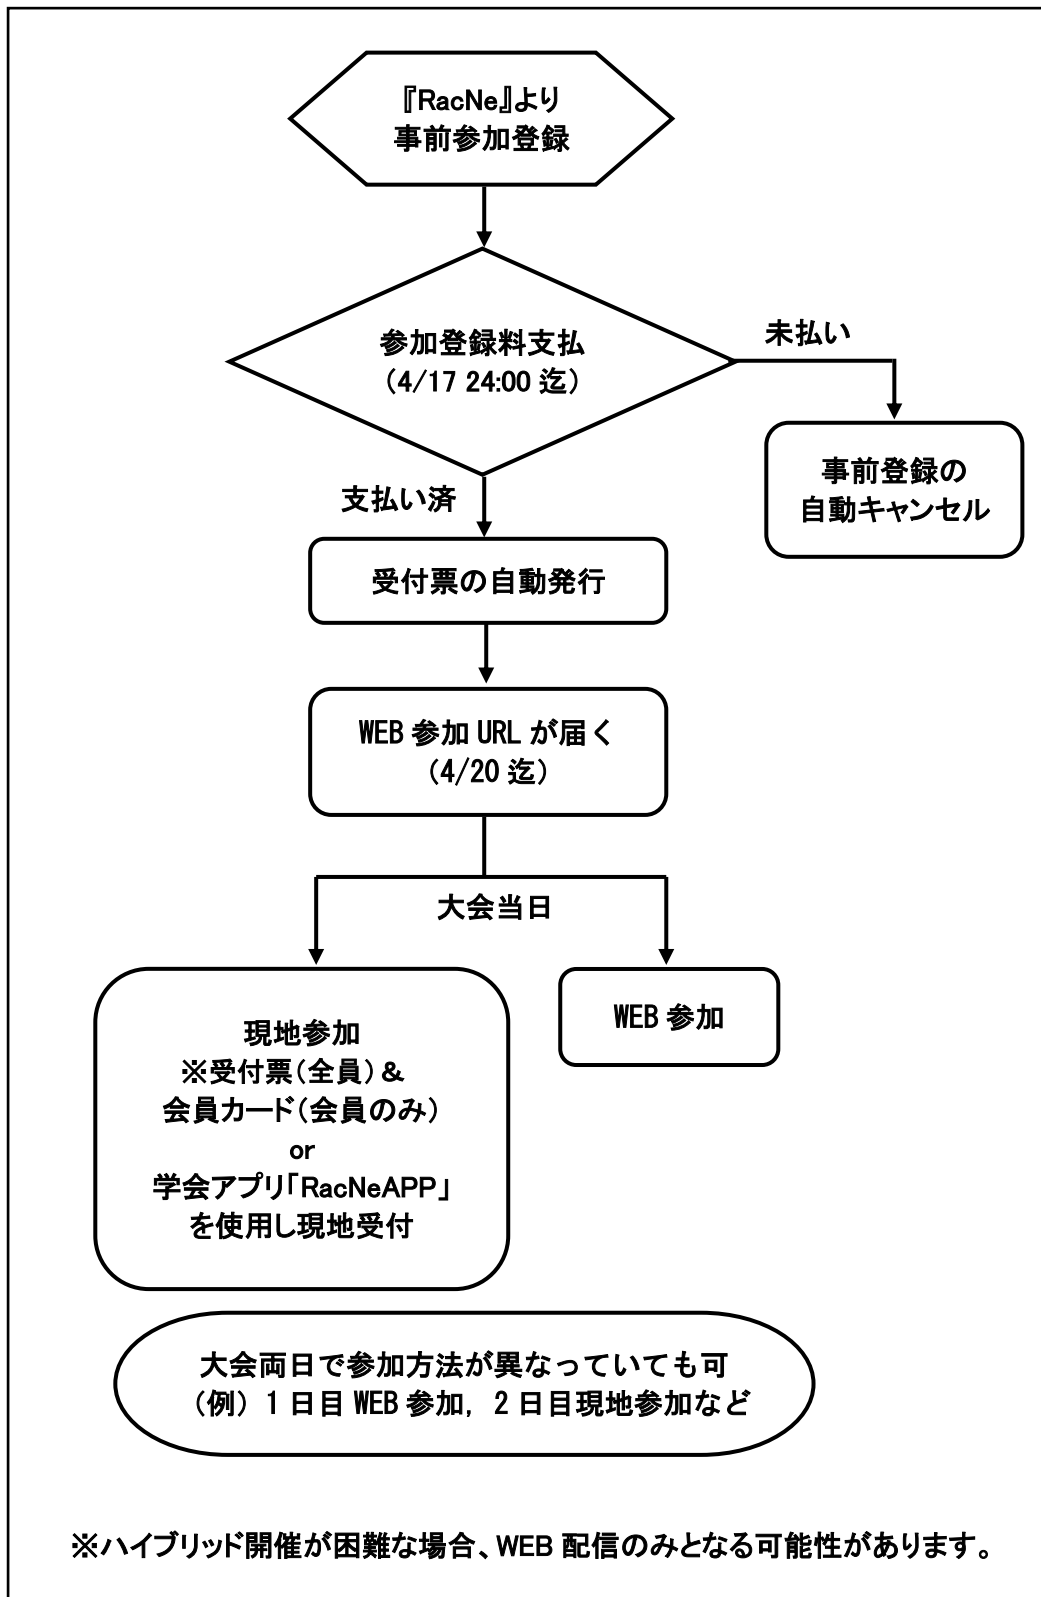 『RacNe』より
事前参加登録
参加登録料支払
（4/17 24:00 迄）
未払い
事前登録の
自動キャンセル
支払い済
受付票の自動発行
WEB 参加 URL が届く
（4/20 迄）
大会当日
現地参加
※受付票（全員）＆
会員カード（会員のみ）
or
学会アプリ「RacNeAPP」
を使用し現地受付
WEB 参加
大会両日で参加方法が異なっていても可
（例）１日目 WEB 参加，２日目現地参加など
※ハイブリッド開催が困難な場合、WEB 配信のみとなる可能性があります。